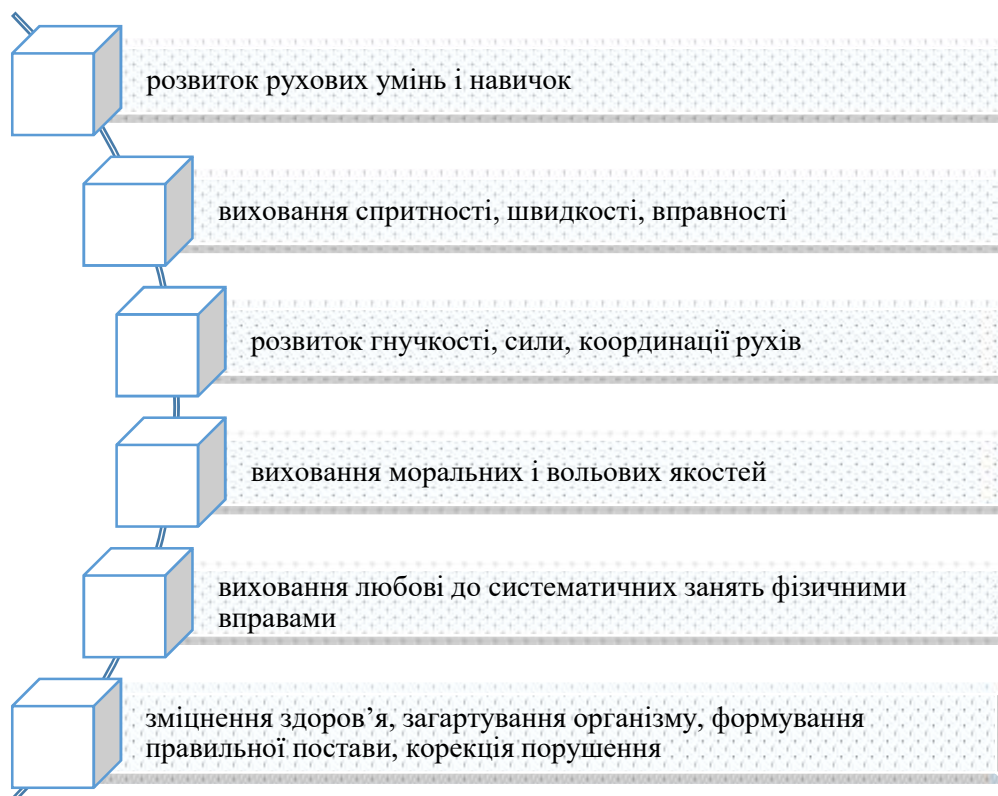 розвиток рухових умінь і навичок
виховання спритності, швидкості, вправності
розвиток гнучкості, сили, координації рухів
виховання моральних і вольових якостей
виховання любові до систематичних занять фізичними
вправами
зміцнення здоров’я, загартування організму, формування
правильної постави, корекція порушення